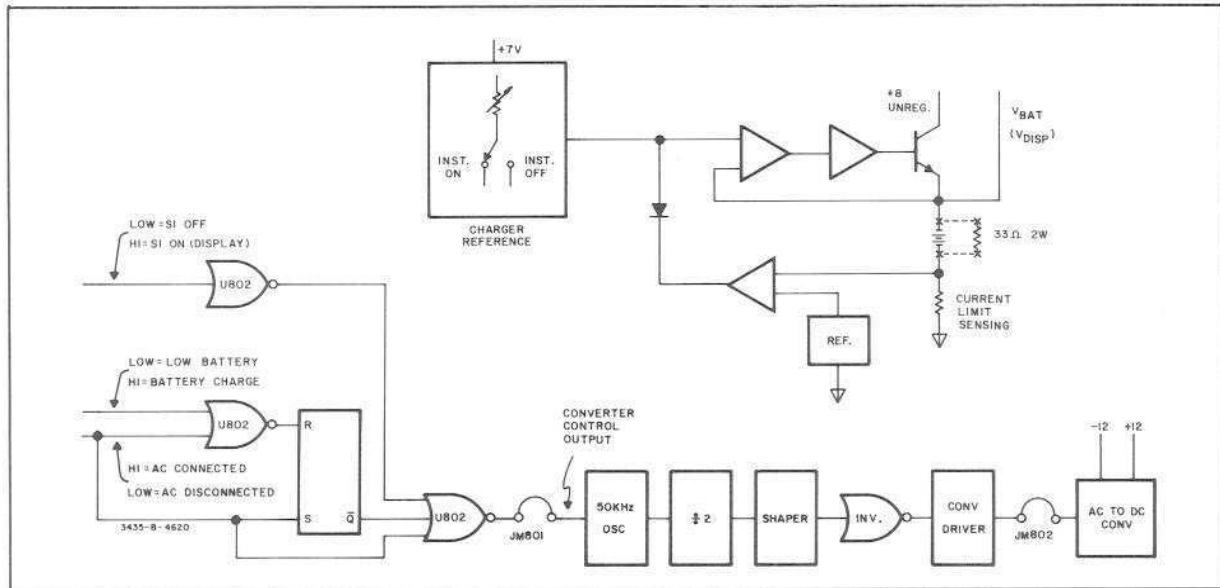 +7V
INST.
ON
INST.
OFF
CHARGER
REFERENCE
+8
UNREG.
VBAT
(VDISP)
33Ω 2W
CURRENT
LIMIT
SENSING
REF.
LOW=S1 OFF
HI=S1 ON (DISPLAY)
U802
LOW=LOW BATTERY
HI=BATTERY CHARGE
U802
HI=AC CONNECTED
LOW=AC DISCONNECTED
3435-B-4620
R
S
Q̅
U802
JM801
CONVERTER
CONTROL
OUTPUT
50KHz
OSC
÷2
SHAPER
INV.
CONV
DRIVER
JM802
-12
+12
AC TO DC
CONV